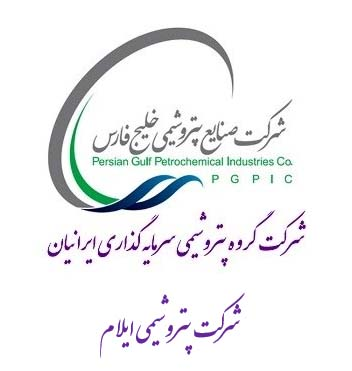 شرکت صنایع پتروشیمی خلیج فارس
Persian Gulf Petrochemical Industries Co.
PGPIC
شرکت گروه پتروشیمی سرمایه گذاری ایرانیان
شرکت پتروشیمی ایلام